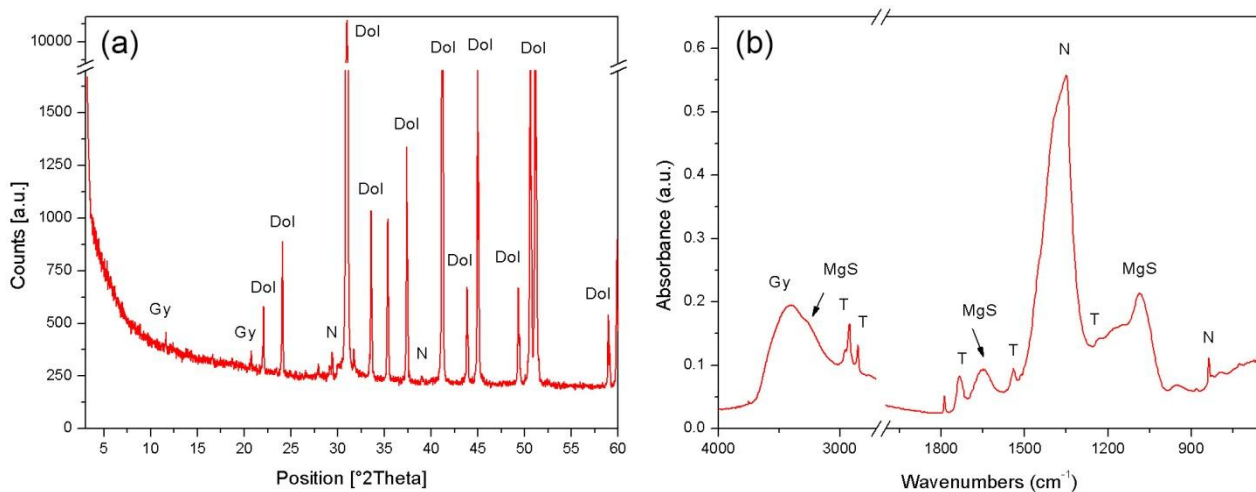 (a)
Counts [a.u.]
10000
1500
1250
1000
750
500
250
0
Gy
Gy
Dol
Dol
N
Dol
Dol
Dol
N
Dol
Dol
Dol
Dol
Dol
Dol
5 10 15 20 25 30 35 40 45 50 55 60
Position [°2Theta]
(b)
Absorbance (a.u.)
0.6
0.5
0.4
0.3
0.2
0.1
0.0
Gy
MgS
T
T
T
MgS
T
N
T
MgS
N
4000 3000 1800 1500 1200 900
Wavenumbers (cm⁻¹)